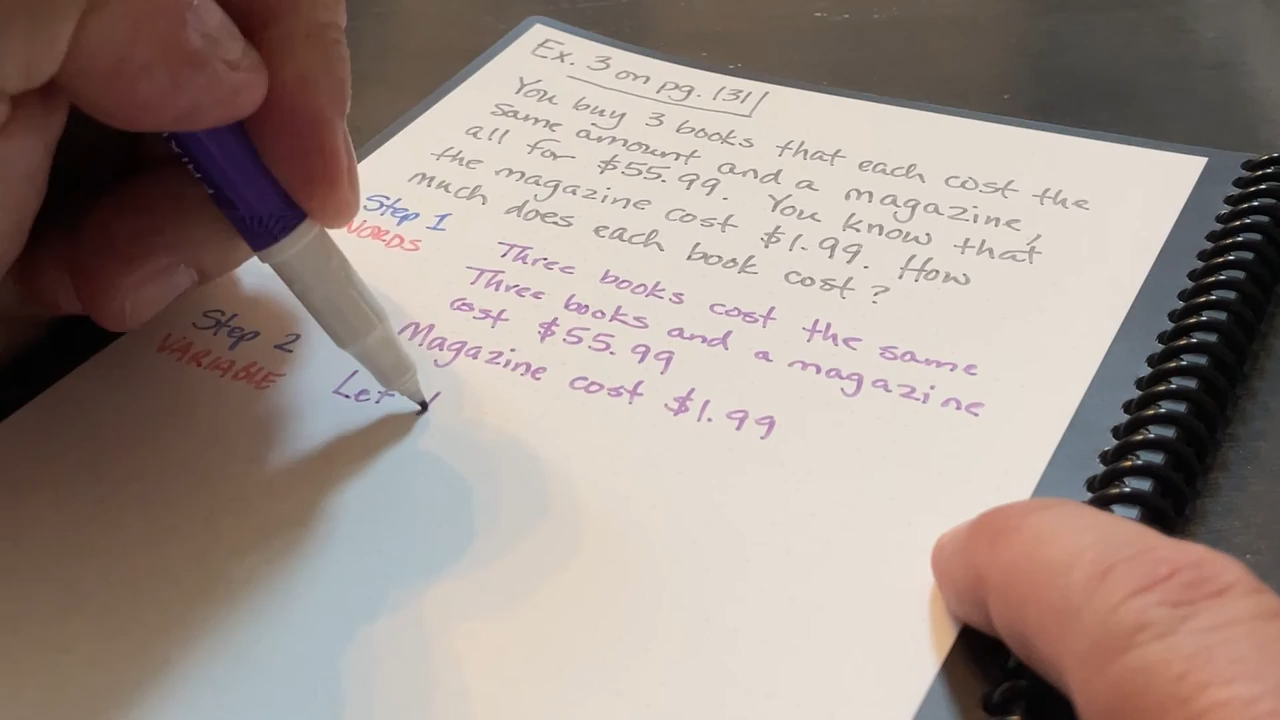 Ex. 3 on pg. 131
You buy 3 books that each cost the
same amount and a magazine,
all for $55.99. You know that
the magazine cost $1.99. How
much does each book cost?
Step 1
WORDS
Three books cost the same
Three books and a magazine
cost $55.99
Magazine cost $1.99
Step 2
VARIABLE
Let